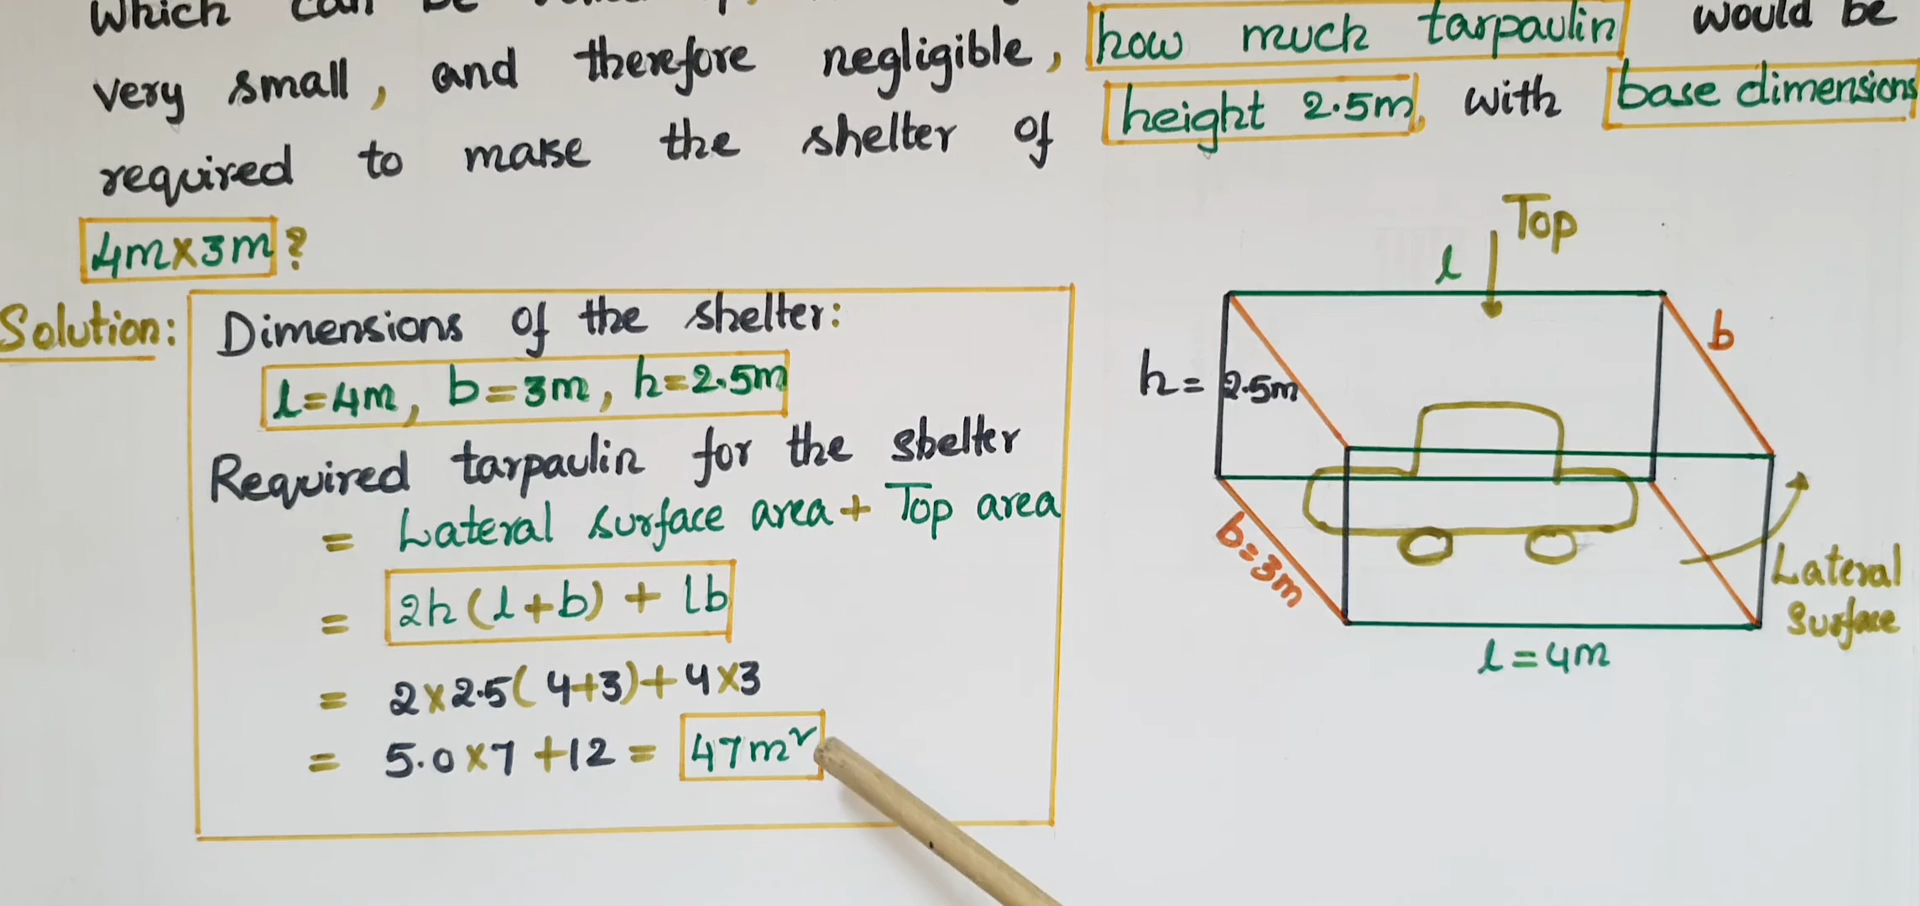 Which can be
very small, and therefore negligible, how much tarpaulin would be
required to make the shelter of height 2.5m, with base dimensions
4m×3m?
Solution: Dimensions of the shelter:
l=4m, b=3m, h=2.5m
Required tarpaulin for the shelter
= Lateral surface area + Top area
= 2h(l+b) + lb
= 2×2.5(4+3)+4×3
= 5.0×7+12 = 47m²
Top
l
b
h = 2.5m
b=3m
Lateral
Surface
l=4m